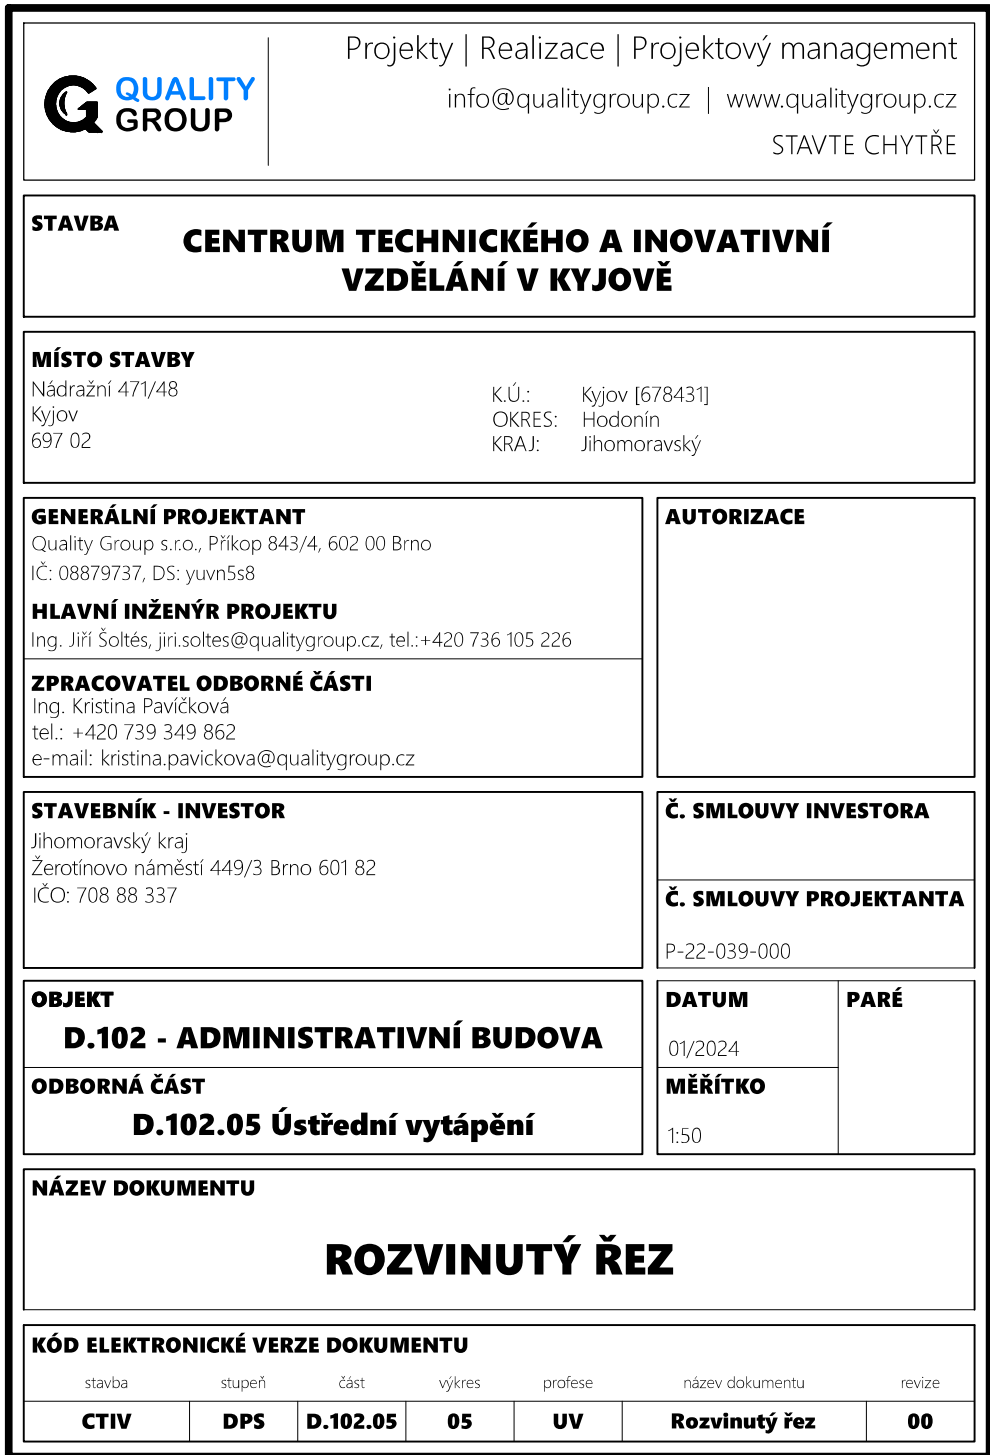 QUALITY
GROUP
Projekty | Realizace | Projektový management
info@qualitygroup.cz | www.qualitygroup.cz
STAVTE CHYTŘE
STAVBA
CENTRUM TECHNICKÉHO A INOVATIVNÍ
VZDĚLÁNÍ V KYJOVĚ
MÍSTO STAVBY
Nádražní 471/48
Kyjov
697 02
K.Ú.: Kyjov [678431]
OKRES: Hodonín
KRAJ: Jihomoravský
GENERÁLNÍ PROJEKTANT
Quality Group s.r.o., Příkop 843/4, 602 00 Brno
IČ: 08879737, DS: yuvn5s8
HLAVNÍ INŽENÝR PROJEKTU
Ing. Jiří Šoltés, jiri.soltes@qualitygroup.cz, tel.:+420 736 105 226
ZPRACOVATEL ODBORNÉ ČÁSTI
Ing. Kristina Pavíčková
tel.: +420 739 349 862
e-mail: kristina.pavickova@qualitygroup.cz
AUTORIZACE
STAVEBNÍK - INVESTOR
Jihomoravský kraj
Žerotínovo náměstí 449/3 Brno 601 82
IČO: 708 88 337
Č. SMLOUVY INVESTORA
Č. SMLOUVY PROJEKTANTA
P-22-039-000
OBJEKT
D.102 - ADMINISTRATIVNÍ BUDOVA
ODBORNÁ ČÁST
D.102.05 Ústřední vytápění
DATUM
01/2024
MĚŘÍTKO
1:50
PARÉ
NÁZEV DOKUMENTU
ROZVINUTÝ ŘEZ
KÓD ELEKTRONICKÉ VERZE DOKUMENTU
stavba stupeň část výkres profese název dokumentu revize
CTIV DPS D.102.05 05 UV Rozvinutý řez 00